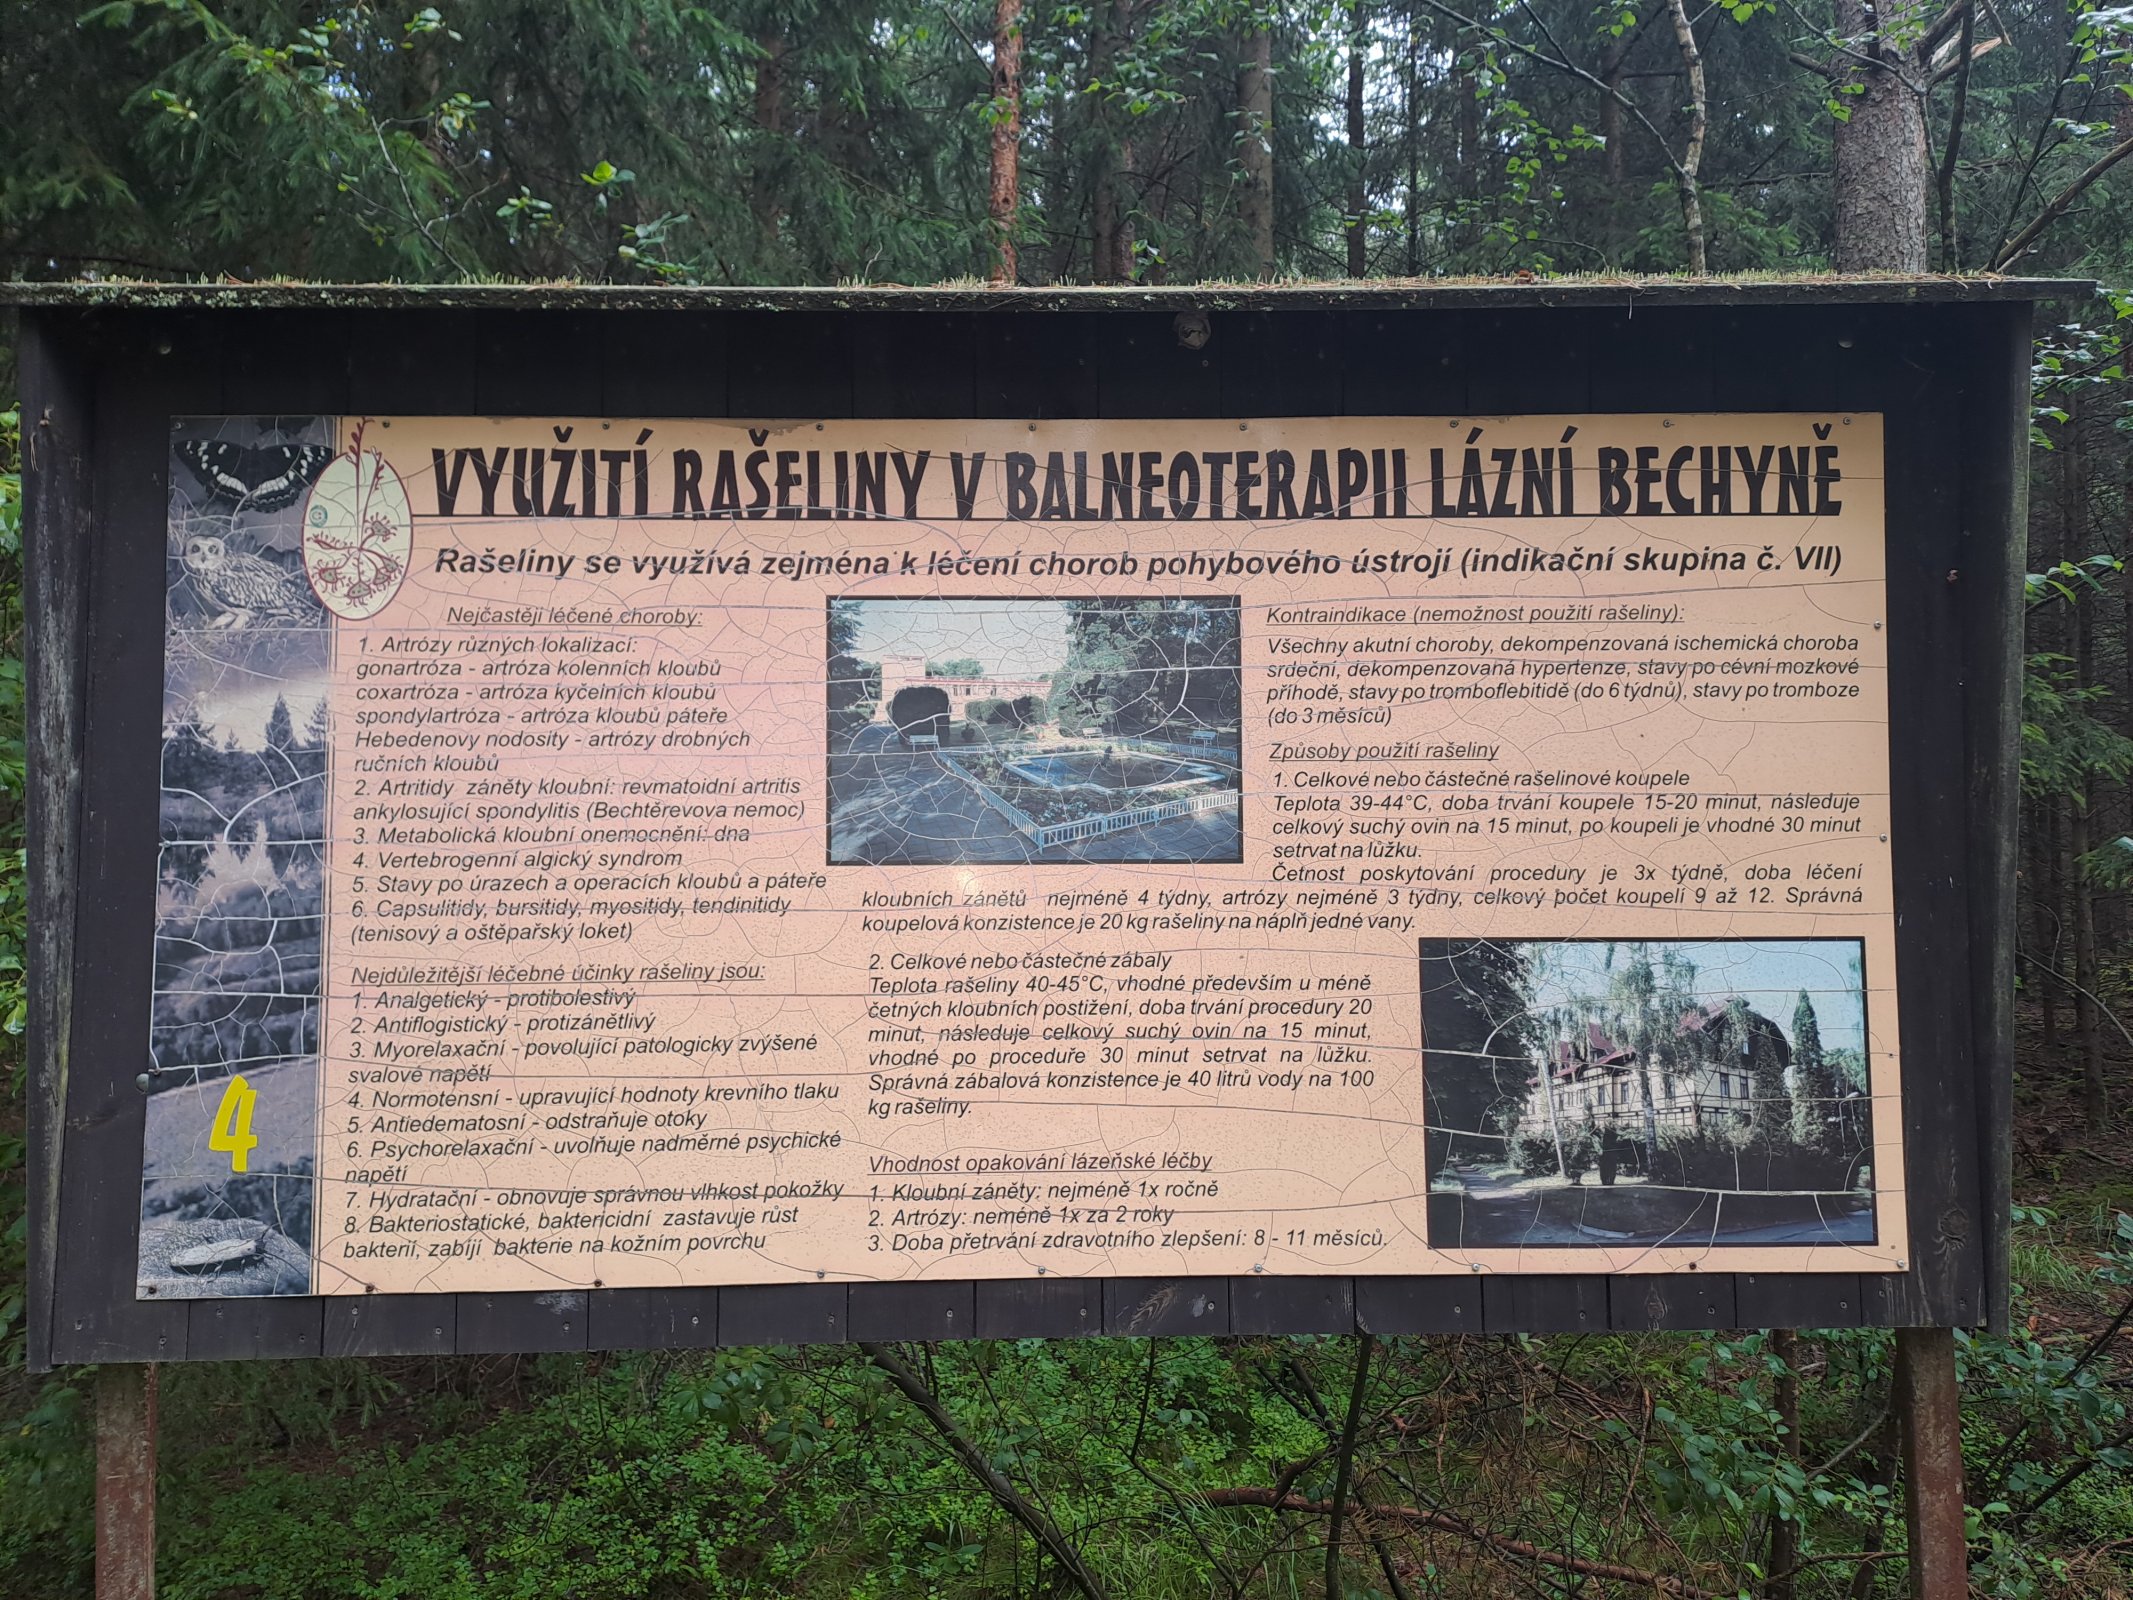 VYUŽITÍ RAŠELINY V BALNEOTERAPII LÁZNÍ BECHYNĚ
Rašeliny se využívá zejména k léčení chorob pohybového ústrojí (indikační skupina č. VII)
Nejčastěji léčené choroby:
1. Artrózy různých lokalizací:
gonartróza - artróza kolenních kloubů
coxartróza - artróza kyčelních kloubů
spondylartróza - artróza kloubů páteře
Hebedenovy nodosity - artrózy drobných
ručních kloubů
2. Artritidy  záněty kloubní: revmatoidní artritis
ankylosující spondylitis (Bechtěrevova nemoc)
3. Metabolická kloubní onemocnění: dna
4. Vertebrogenní algický syndrom
5. Stavy po úrazech a operacích kloubů a páteře
6. Capsulitidy, bursitidy, myositidy, tendinitidy
(tenisový a oštěpařský loket)
Nejdůležitější léčebné účinky rašeliny jsou:
1. Analgetický - protibolestivý
2. Antiflogistický - protizánětlivý
3. Myorelaxační - povolující patologicky zvýšené
svalové napětí
4. Normotensní - upravující hodnoty krevního tlaku
5. Antiedematosní - odstraňuje otoky
6. Psychorelaxační - uvolňuje nadměrné psychické
napětí
7. Hydratační - obnovuje správnou vlhkost pokožky
8. Bakteriostatické, baktericidní  zastavuje růst
bakterií, zabíjí  bakterie na kožním povrchu
Kontraindikace (nemožnost použití rašeliny):
Všechny akutní choroby, dekompenzovaná ischemická choroba
srdeční, dekompenzovaná hypertenze, stavy po cévní mozkové
příhodě, stavy po tromboflebitidě (do 6 týdnů), stavy po tromboze
(do 3 měsíců)
Způsoby použití rašeliny
1. Celkové nebo částečné rašelinové koupele
Teplota 39-44°C, doba trvání koupele 15-20 minut, následuje
celkový suchý ovin na 15 minut, po koupeli je vhodné 30 minut
setrvat na lůžku.
Četnost poskytování procedury je 3x týdně, doba léčení
kloubních zánětů  nejméně 4 týdny, artrózy nejméně 3 týdny, celkový počet koupelí 9 až 12. Správná
koupelová konzistence je 20 kg rašeliny na náplň jedné vany.
2. Celkové nebo částečné zábaly
Teplota rašeliny 40-45°C, vhodné především u méně
četných kloubních postižení, doba trvání procedury 20
minut, následuje celkový suchý ovin na 15 minut,
vhodné po proceduře 30 minut setrvat na lůžku.
Správná zábalová konzistence je 40 litrů vody na 100
kg rašeliny.
Vhodnost opakování lázeňské léčby
1. Kloubní záněty: nejméně 1x ročně
2. Artrózy: neméně 1x za 2 roky
3. Doba přetrvání zdravotního zlepšení: 8 - 11 měsíců.
4